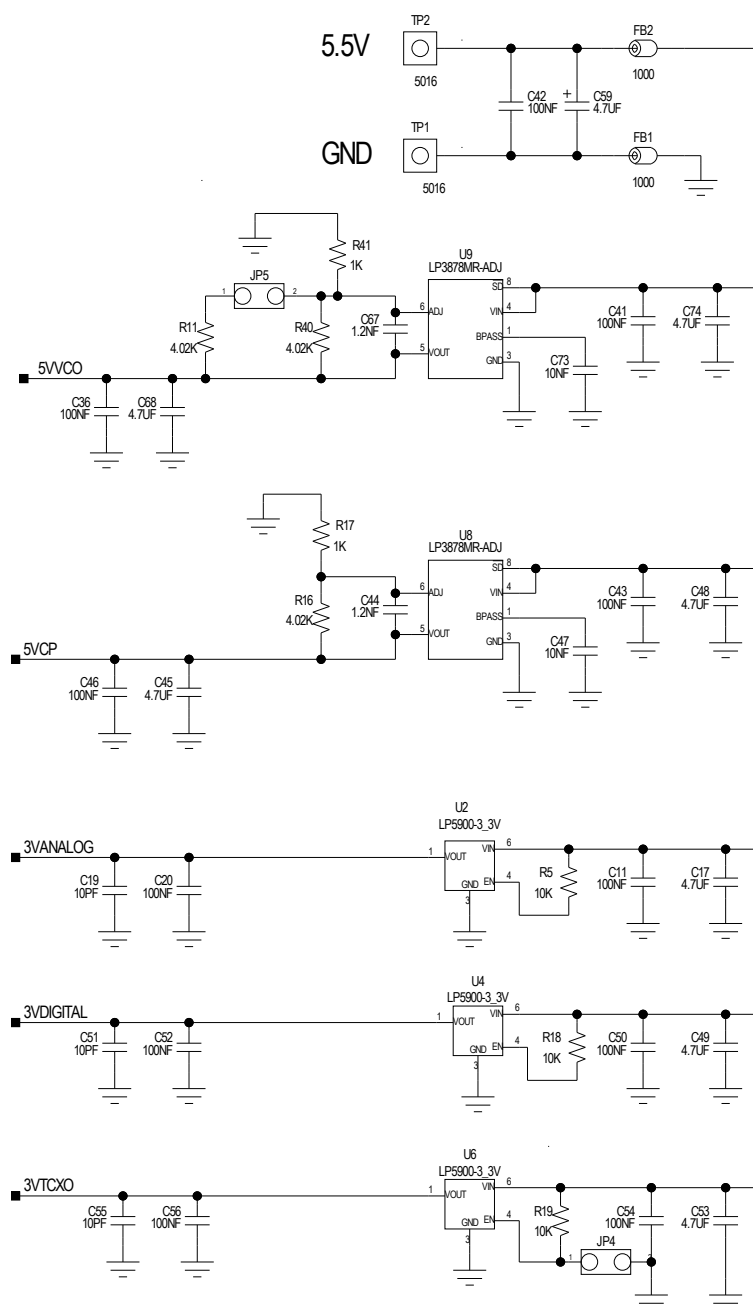 5.5V
TP2
5016
FB2
1000
C42
100NF
+
C59
4.7UF
GND
TP1
5016
FB1
1000
R41
1K
JP5
1
2
R11
4.02K
R40
4.02K
C67
1.2NF
U9
LP3878MR-ADJ
6
ADJ
5
VOUT
SD
8
VIN
4
BPASS
1
GND
3
C73
10NF
C41
100NF
C74
4.7UF
5VVCO
C36
100NF
C68
4.7UF
R17
1K
R16
4.02K
C44
1.2NF
U8
LP3878MR-ADJ
6
ADJ
5
VOUT
SD
8
VIN
4
BPASS
1
GND
3
C47
10NF
C43
100NF
C48
4.7UF
5VCP
C46
100NF
C45
4.7UF
U2
LP5900-3_3V
3VANALOG
1
VOUT
VIN
6
GND
EN
4
3
R5
10K
C11
100NF
C17
4.7UF
C19
10PF
C20
100NF
U4
LP5900-3_3V
3VDIGITAL
1
VOUT
VIN
6
GND
EN
4
3
R18
10K
C50
100NF
C49
4.7UF
C51
10PF
C52
100NF
U6
LP5900-3_3V
3VTCXO
1
VOUT
VIN
6
GND
EN
4
3
R19
10K
C54
100NF
C53
4.7UF
JP4
1
2
C55
10PF
C56
100NF